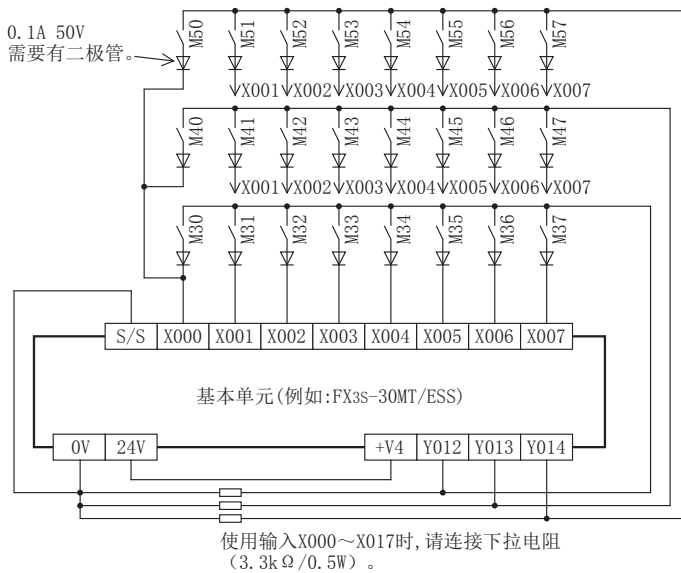 0.1A 50V
需要有二极管。
M50 M51 M52 M53 M54 M55 M56 M57
X001 X002 X003 X004 X005 X006 X007
M40 M41 M42 M43 M44 M45 M46 M47
X001 X002 X003 X004 X005 X006 X007
M30 M31 M32 M33 M34 M35 M36 M37
S/S X000 X001 X002 X003 X004 X005 X006 X007
基本单元(例如:FX3S-30MT/ESS)
0V 24V +V4 Y012 Y013 Y014
使用输入X000～X017时,请连接下拉电阻
（3.3kΩ/0.5W）。